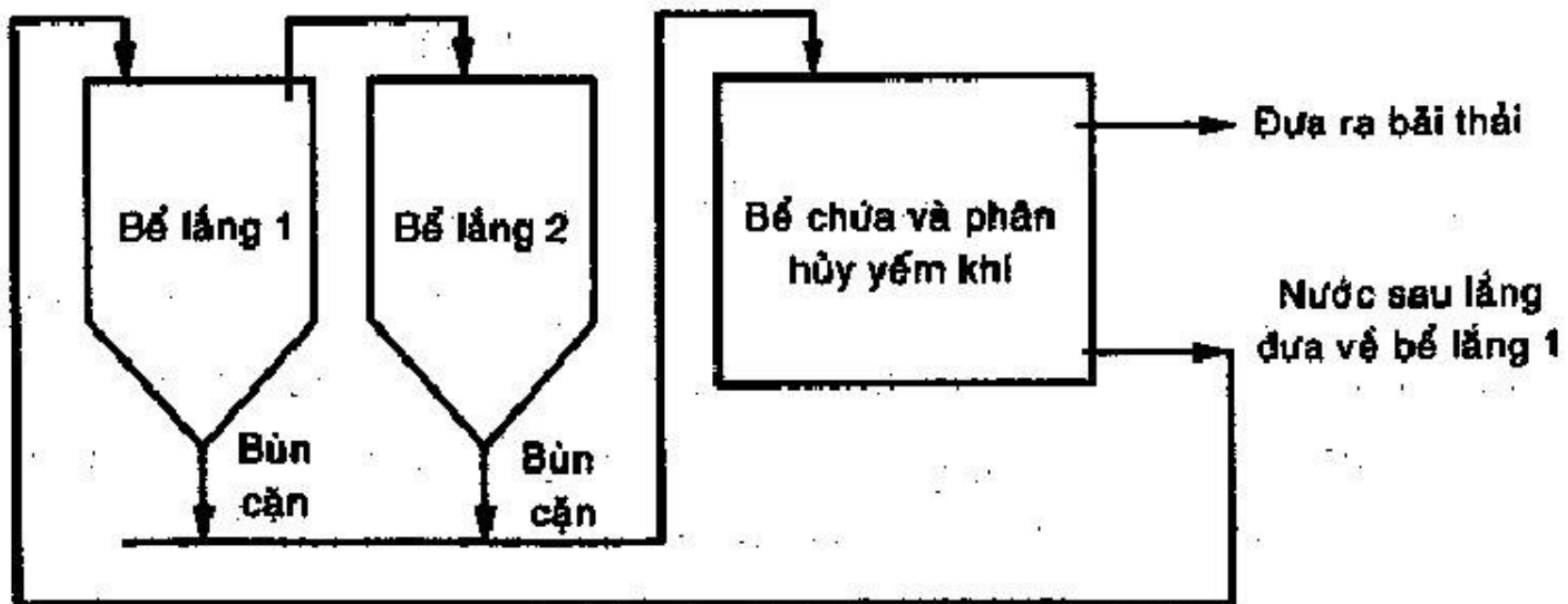 Bể lắng 1
Bể lắng 2
Bể chứa và phân
hủy yếm khí
Đưa ra bãi thải
Nước sau lắng
đưa về bể lắng 1
Bùn
cặn
Bùn
cặn